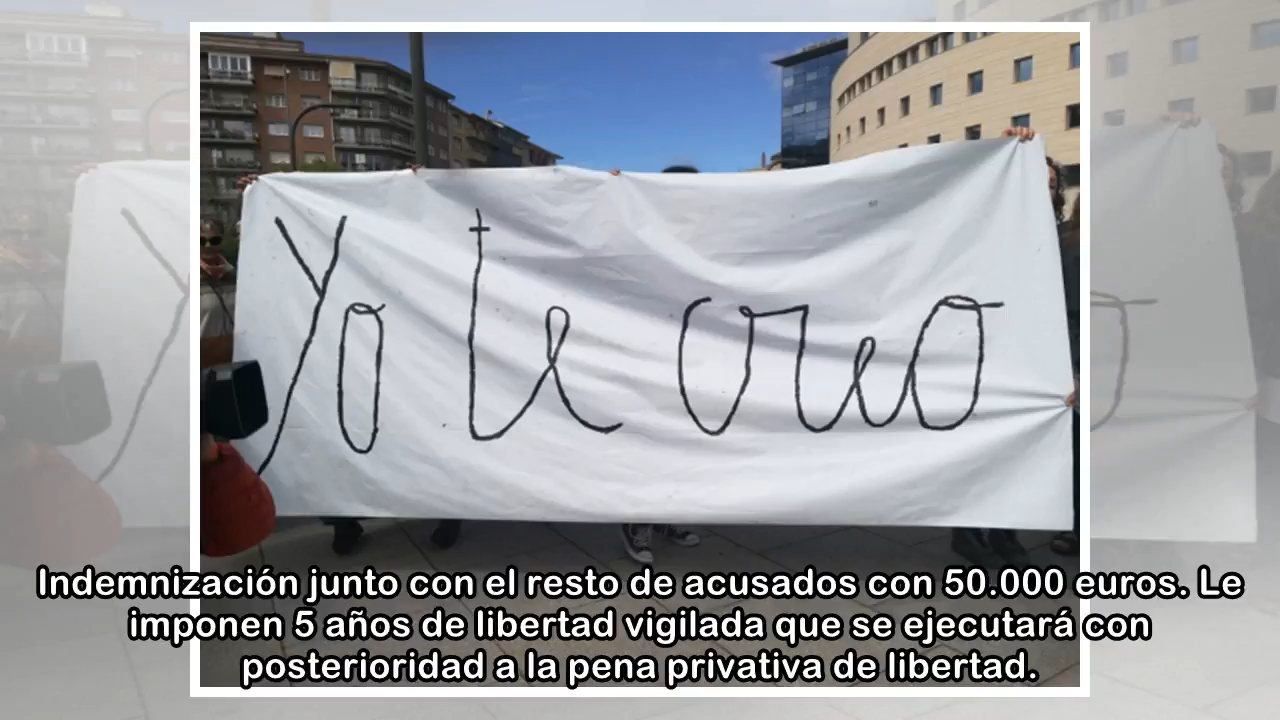 Yo te creo
Indemnización junto con el resto de acusados con 50.000 euros. Le
imponen 5 años de libertad vigilada que se ejecutará con
posterioridad a la pena privativa de libertad.